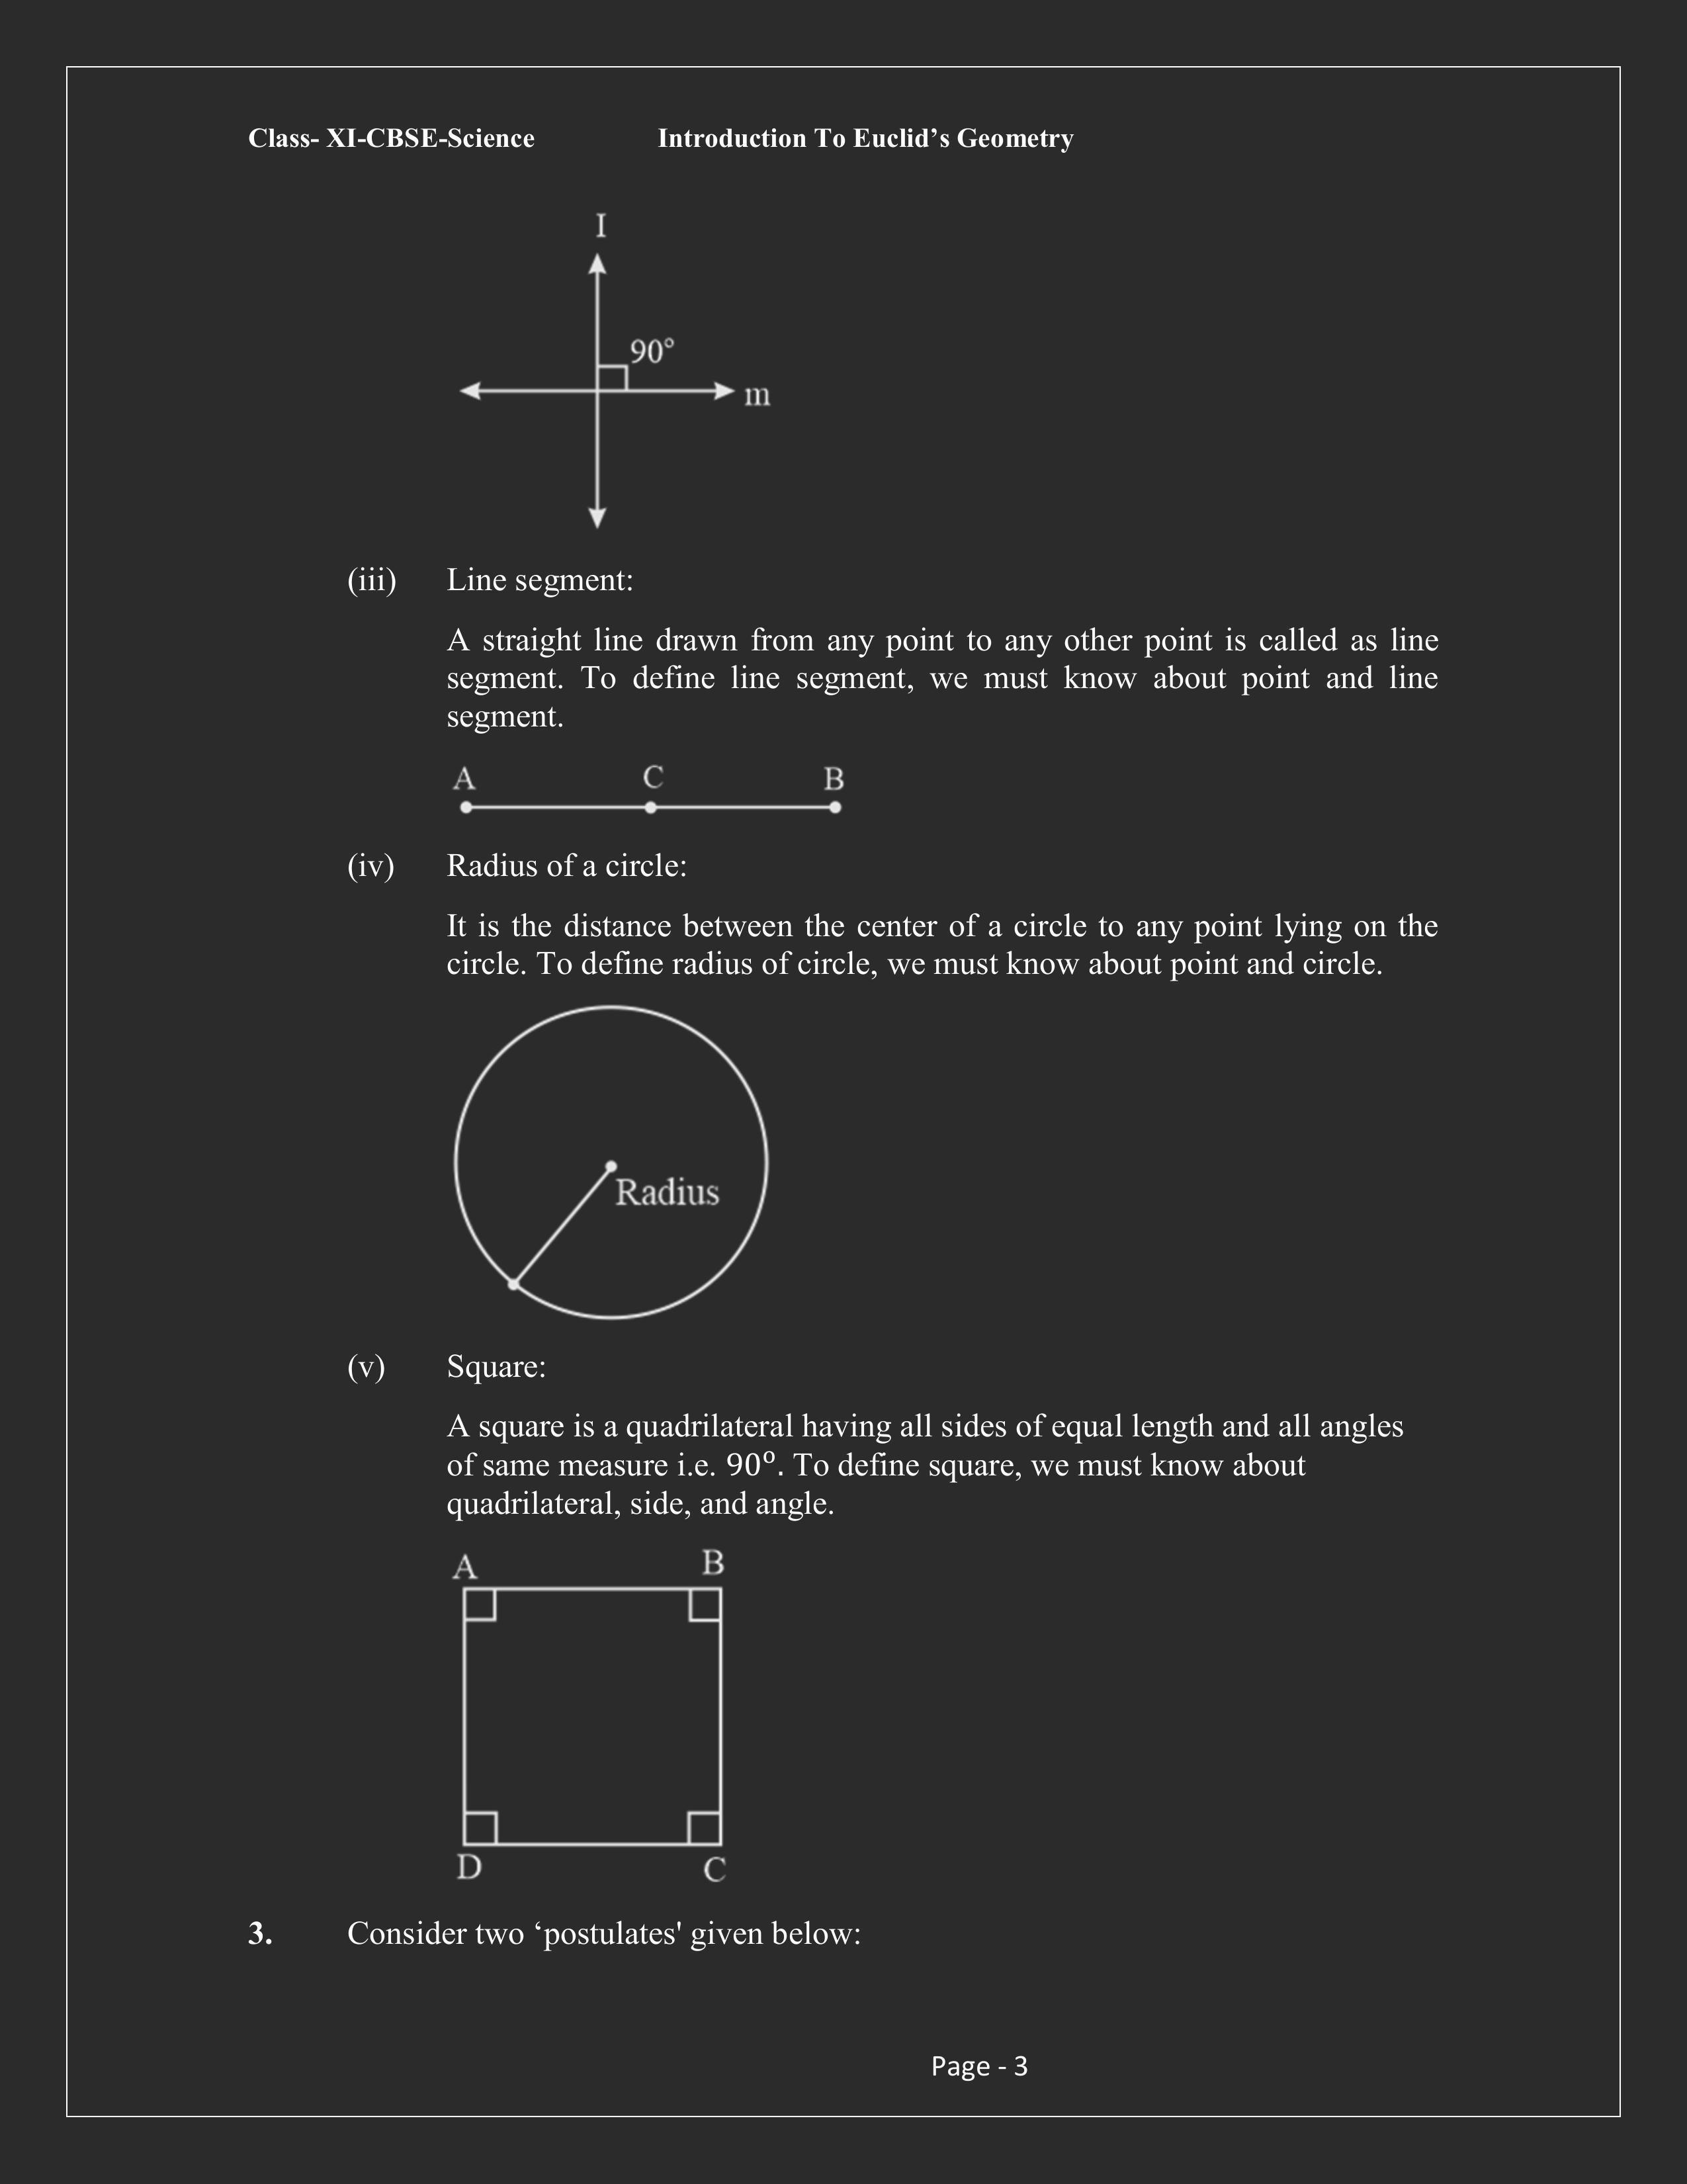 Class- XI-CBSE-Science Introduction To Euclid’s Geometry
I
90°
m
(iii) Line segment:
A straight line drawn from any point to any other point is called as line
segment. To define line segment, we must know about point and line
segment.
A C B
(iv) Radius of a circle:
It is the distance between the center of a circle to any point lying on the
circle. To define radius of circle, we must know about point and circle.
Radius
(v) Square:
A square is a quadrilateral having all sides of equal length and all angles
of same measure i.e. 90⁰. To define square, we must know about
quadrilateral, side, and angle.
A B
D C
3. Consider two ‘postulates' given below:
Page - 3